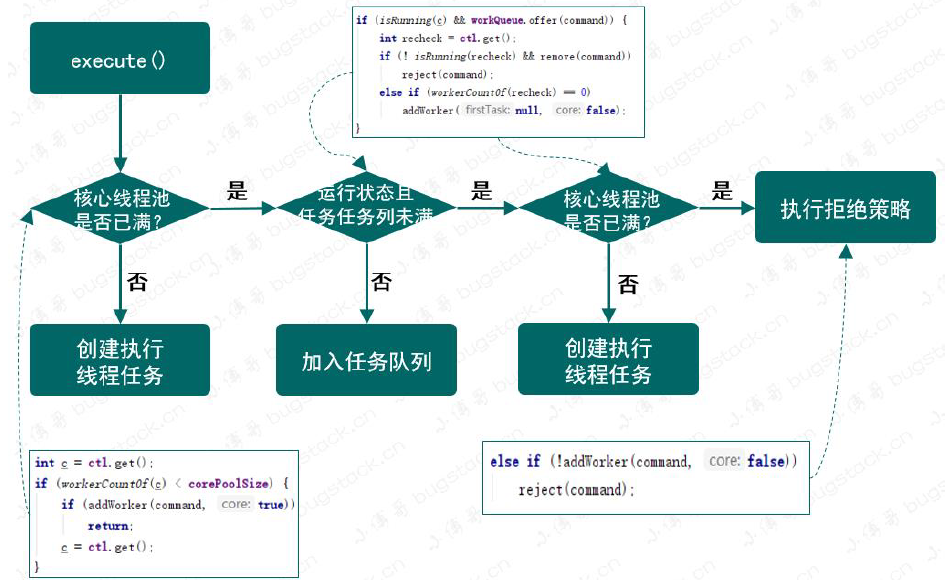 if (isRunning(c) && workQueue.offer(command)) {
int recheck = ctl.get();
if (! isRunning(recheck) && remove(command))
reject(command);
else if (workerCountOf(recheck) == 0)
addWorker( firstTask: null, core: false);
}
execute()
核心线程池
是否已满?
是
运行状态且
任务任务列未满
是
核心线程池
是否已满?
是
执行拒绝策略
否
否
否
创建执行
线程任务
加入任务队列
创建执行
线程任务
int c = ctl.get();
if (workerCountOf(c) < corePoolSize) {
if (addWorker(command, core: true))
return;
c = ctl.get();
}
else if (!addWorker(command, core: false))
reject(command);
小傅哥 bugstack.cn